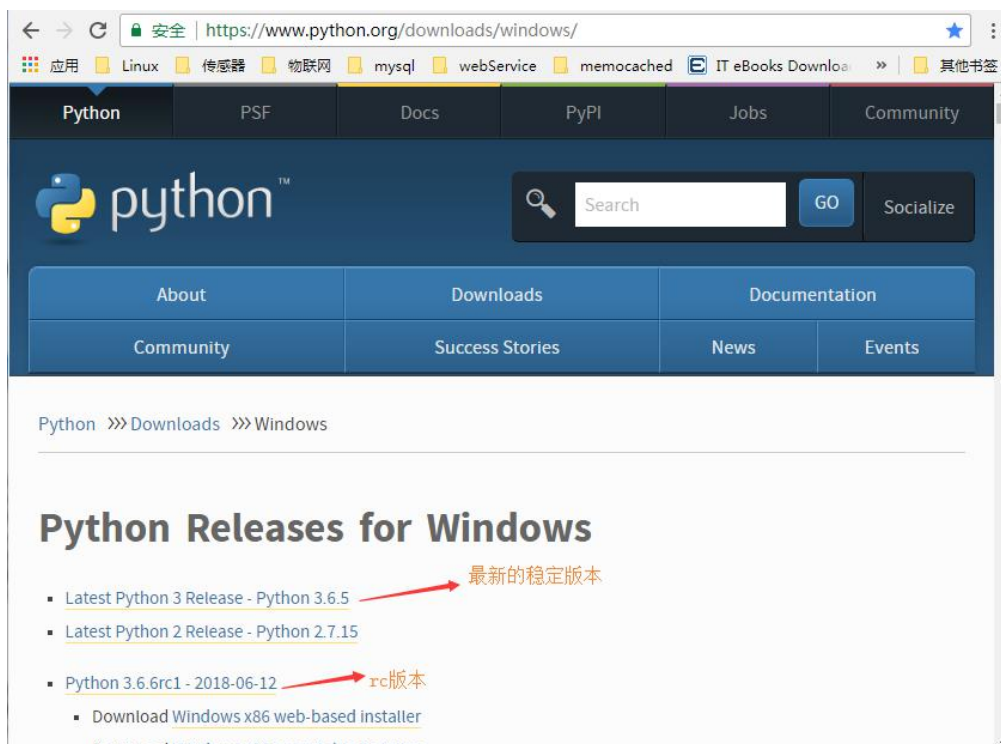 安全 | https://www.python.org/downloads/windows/
应用 Linux 传感器 物联网 mysql webService memocached IT eBooks Downloa » 其他书签
Python PSF Docs PyPI Jobs Community
python™ Search GO Socialize
About Downloads Documentation
Community Success Stories News Events
Python >>> Downloads >>> Windows
Python Releases for Windows
最新的稳定版本
Latest Python 3 Release - Python 3.6.5
Latest Python 2 Release - Python 2.7.15
Python 3.6.6rc1 - 2018-06-12 rc版本
Download Windows x86 web-based installer